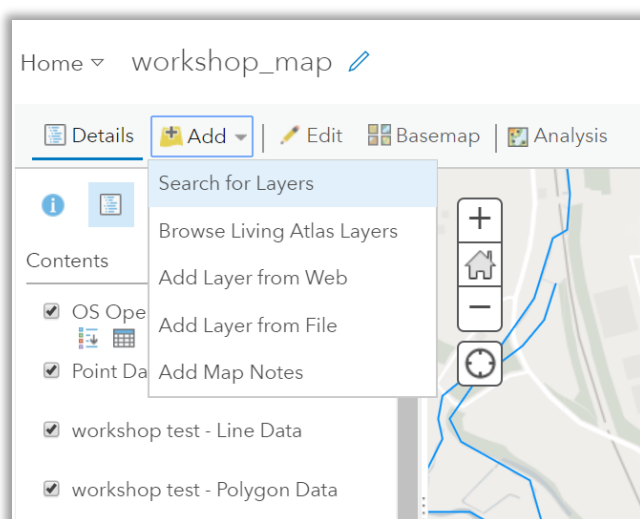 Home workshop_map
Details Add Edit Basemap Analysis
Search for Layers
Browse Living Atlas Layers
Add Layer from Web
Add Layer from File
Add Map Notes
Contents
OS Ope
Point Da
workshop test - Line Data
workshop test - Polygon Data